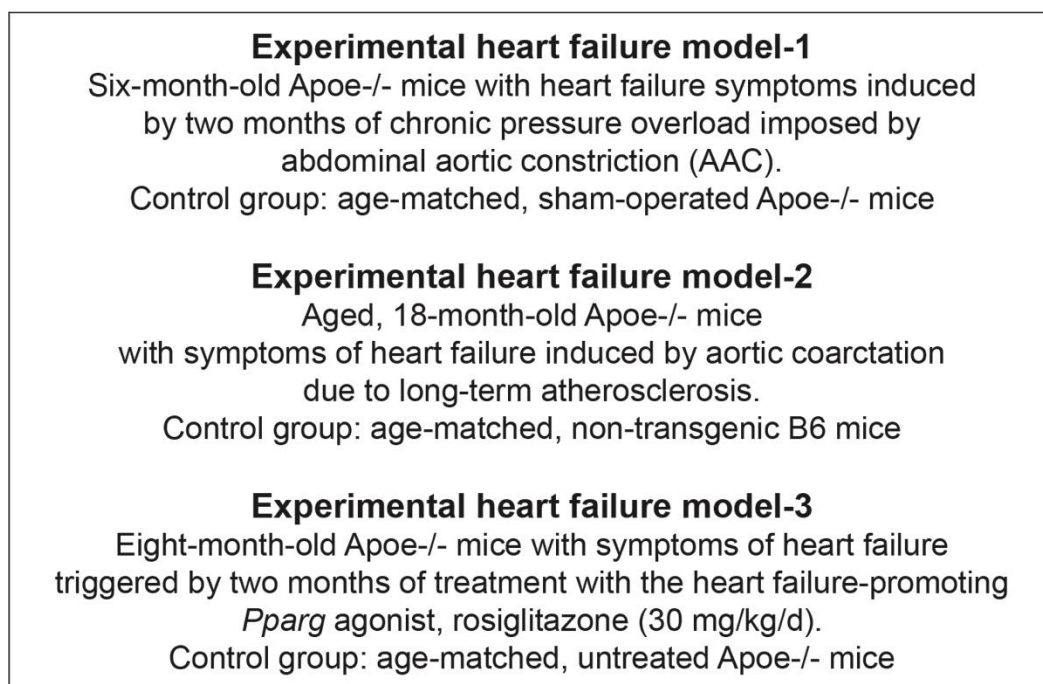 Experimental heart failure model-1
Six-month-old Apoe-/- mice with heart failure symptoms induced
by two months of chronic pressure overload imposed by
abdominal aortic constriction (AAC).
Control group: age-matched, sham-operated Apoe-/- mice
Experimental heart failure model-2
Aged, 18-month-old Apoe-/- mice
with symptoms of heart failure induced by aortic coarctation
due to long-term atherosclerosis.
Control group: age-matched, non-transgenic B6 mice
Experimental heart failure model-3
Eight-month-old Apoe-/- mice with symptoms of heart failure
triggered by two months of treatment with the heart failure-promoting
Pparg agonist, rosiglitazone (30 mg/kg/d).
Control group: age-matched, untreated Apoe-/- mice